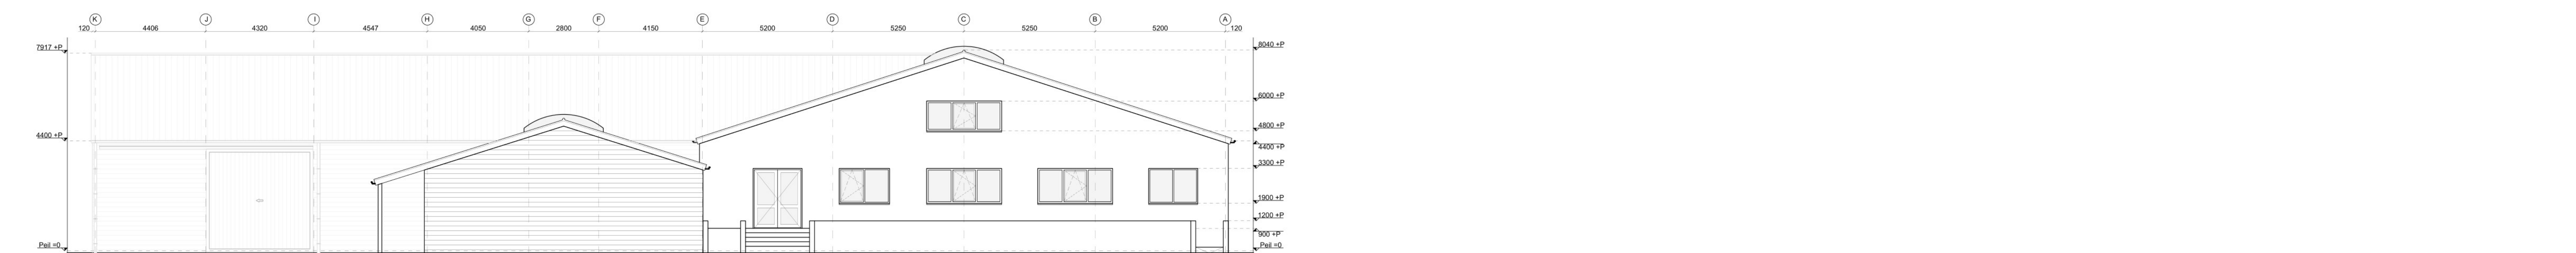 K J I H G F E D C B A
120 4406 4320 4547 4050 2800 4150 5200 5250 5250 5200 120
7917 +P
8040 +P
6000 +P
4800 +P
4400 +P
4400 +P
3300 +P
1900 +P
1200 +P
900 +P
Peil =0
Peil =0